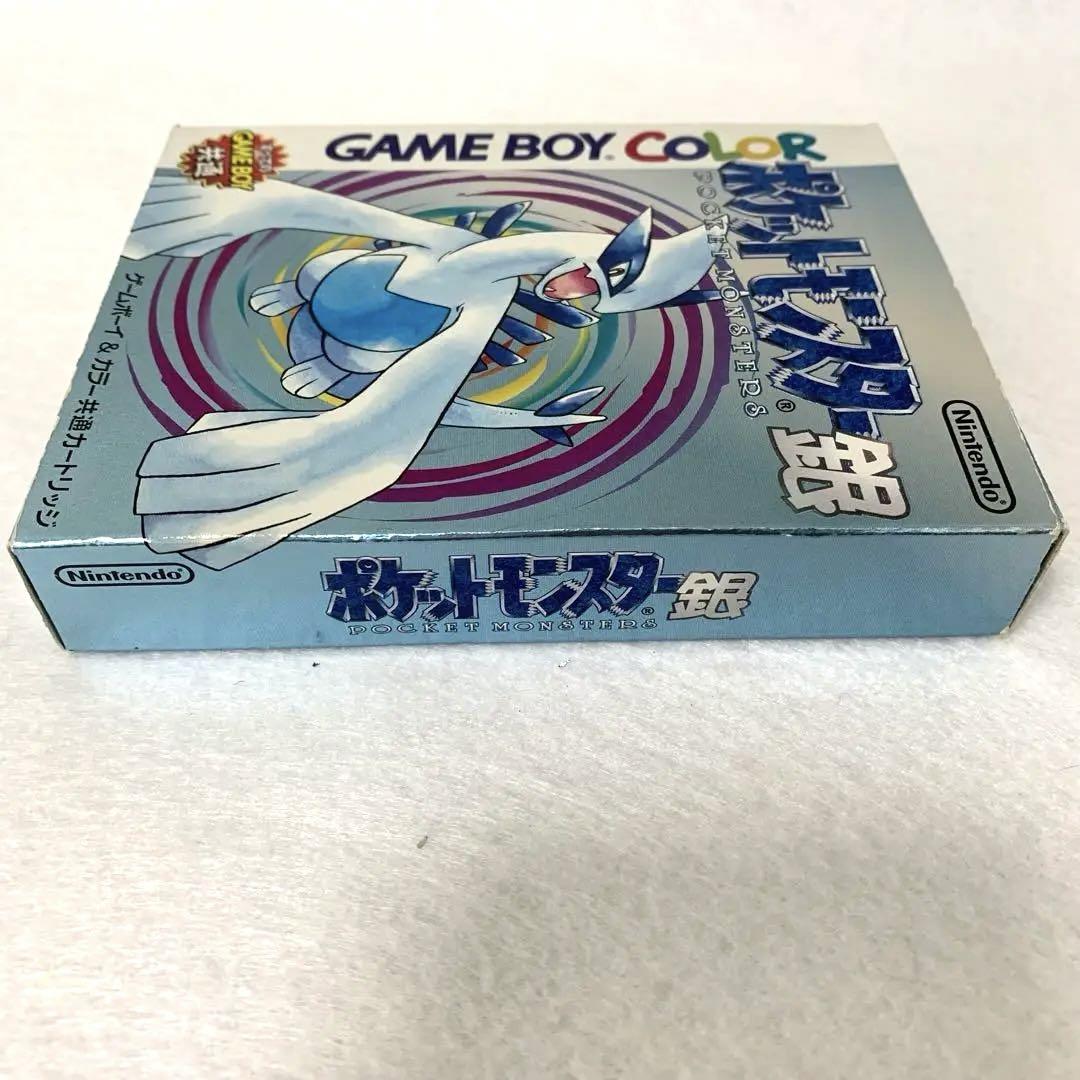 GAME BOY COLOR
GAME BOY
共通
ポケットモンスター®
POCKET MONSTERS
銀
Nintendo®
ゲームボーイ&カラー共通カートリッジ
Nintendo®
ポケットモンスター®銀
POCKET MONSTERS